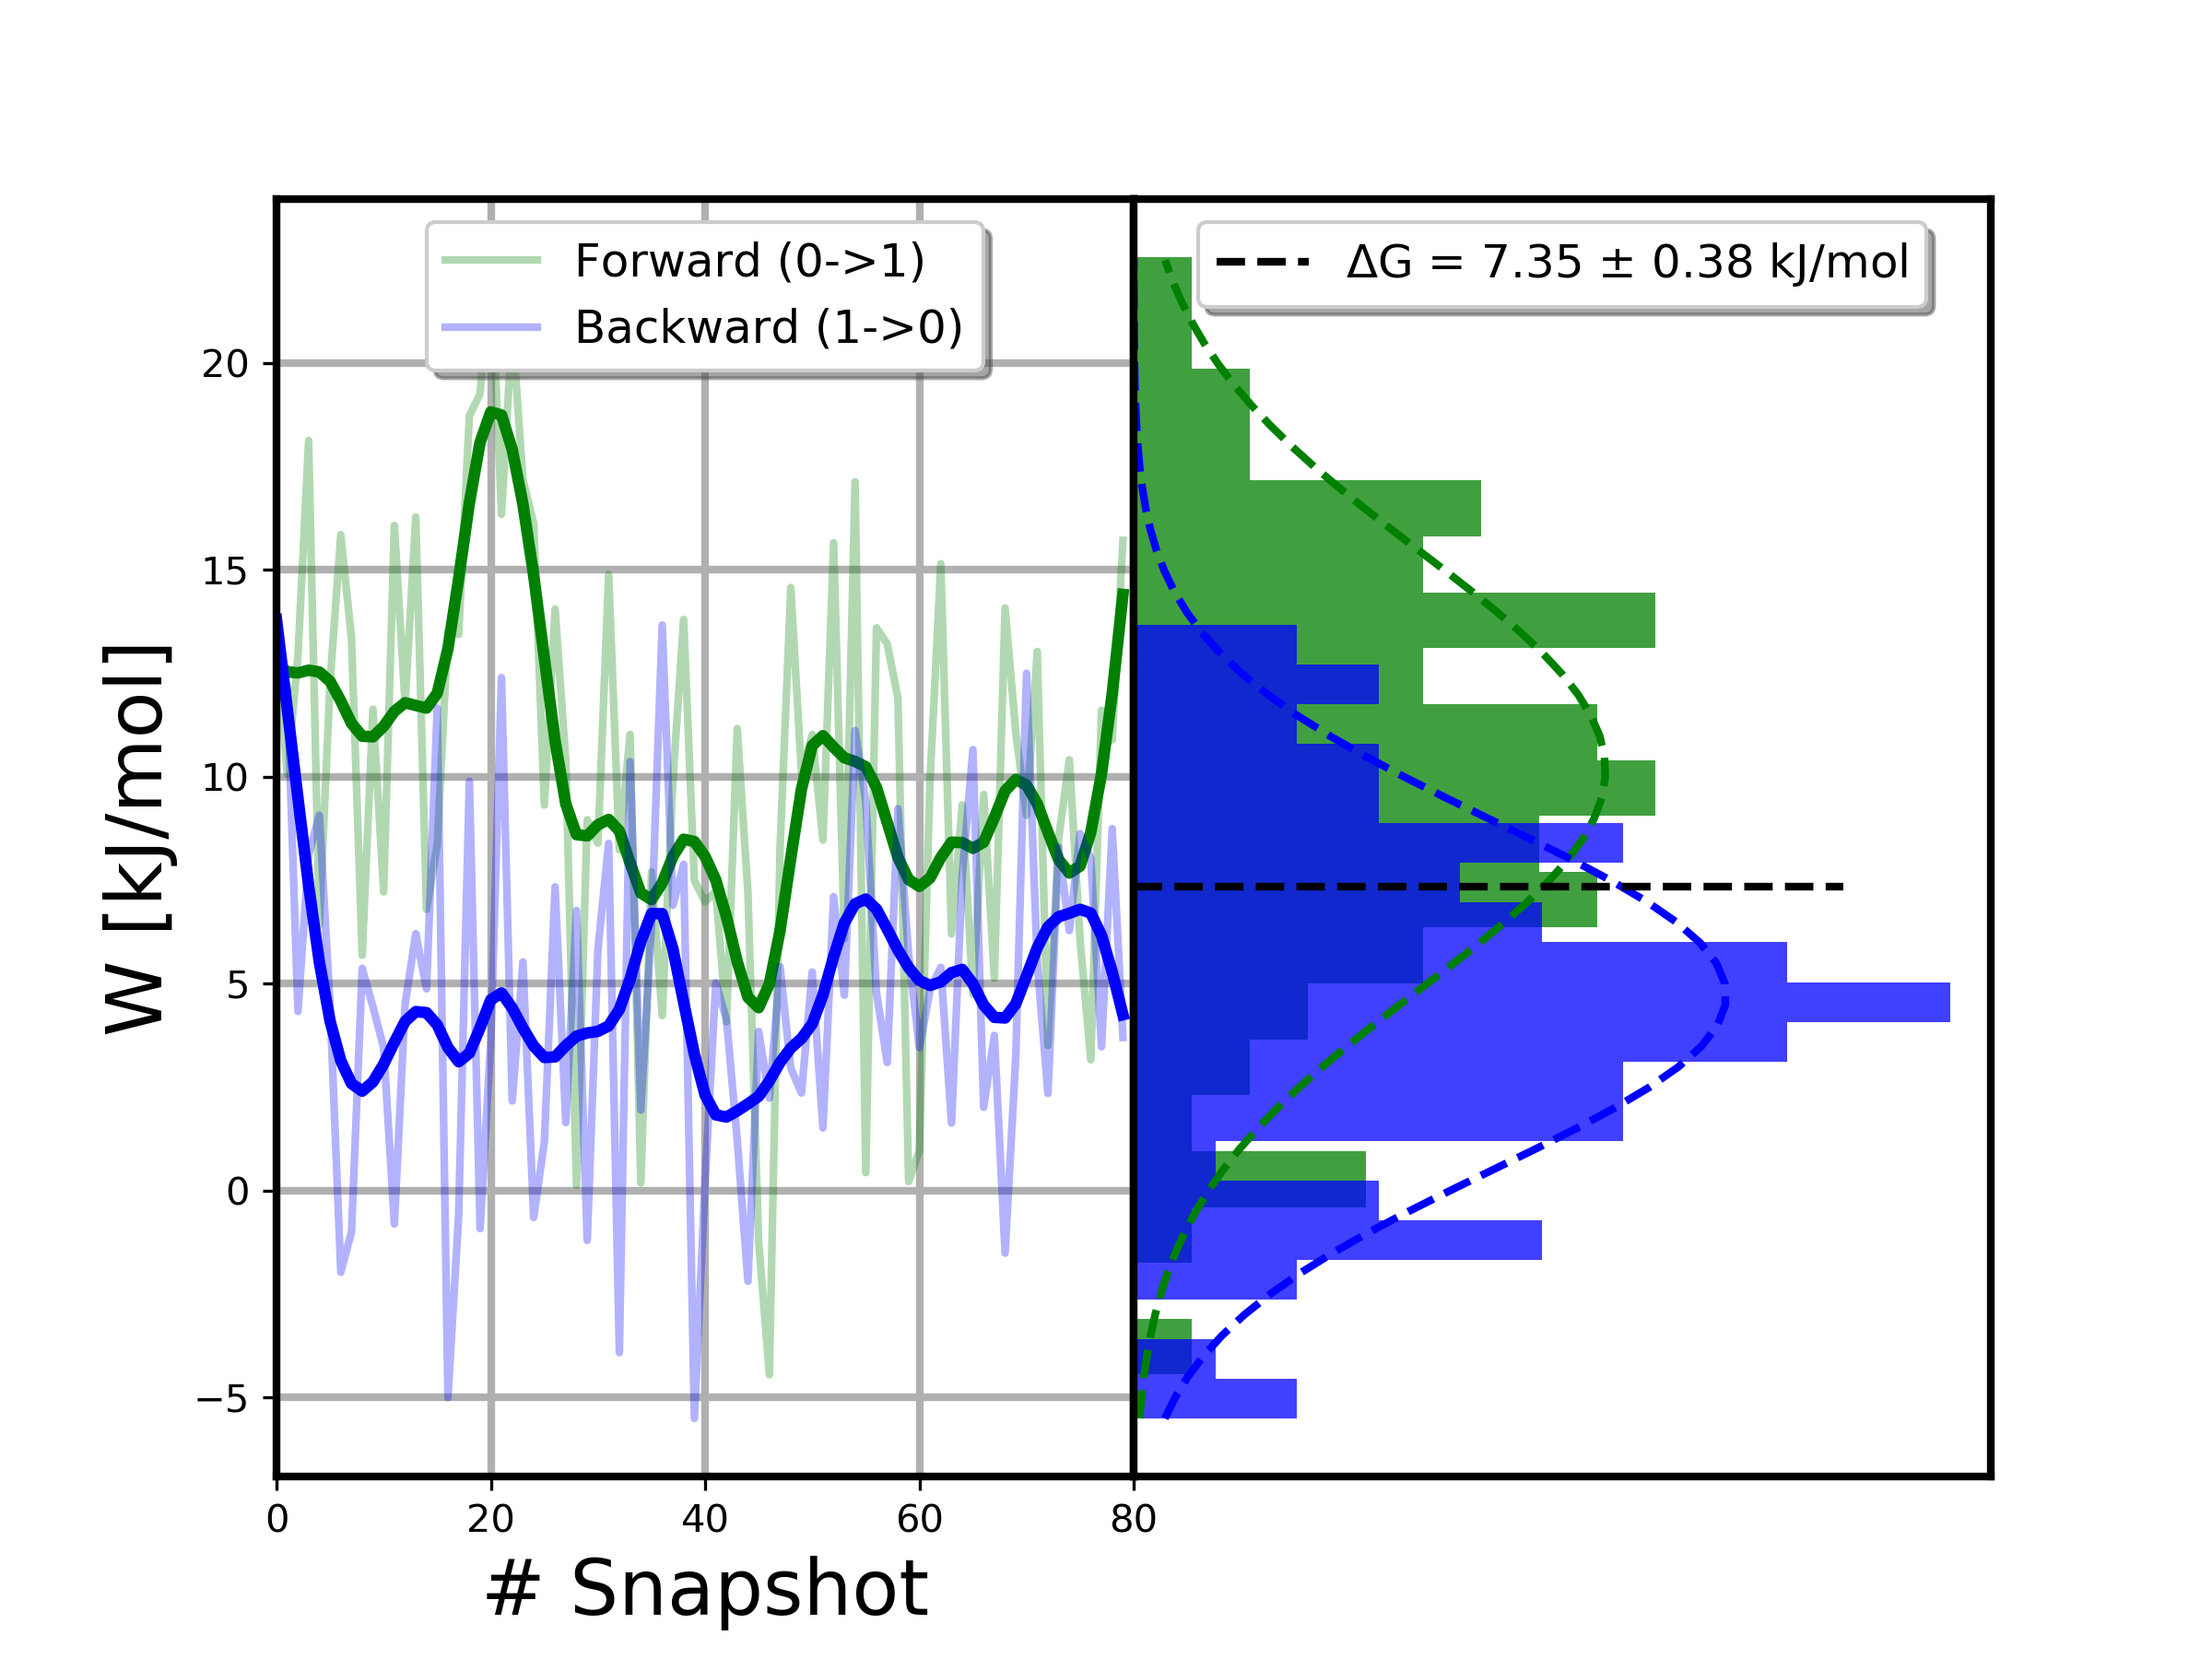 Forward (0->1)
Backward (1->0)
ΔG = 7.35 ± 0.38 kJ/mol
W [kJ/mol]
20
15
10
5
0
−5
0 20 40 60 80
# Snapshot